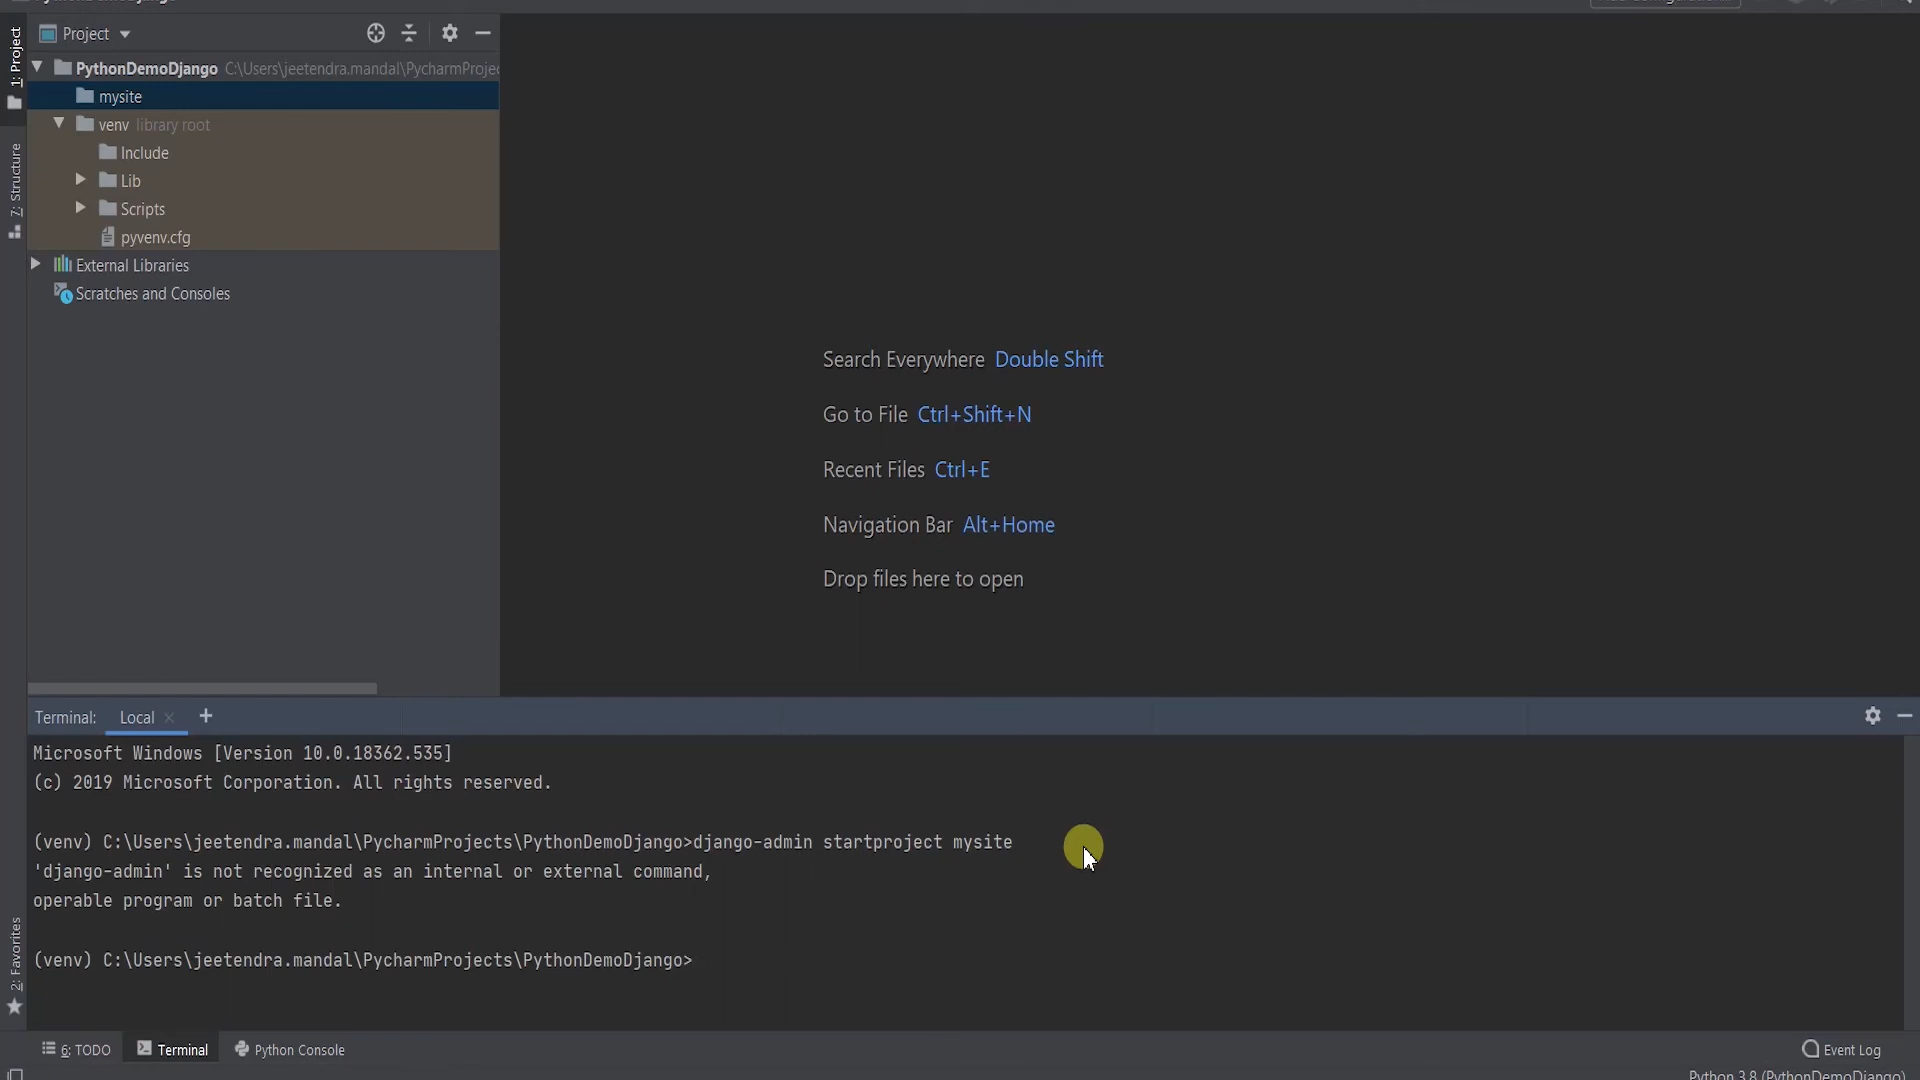 Project
PythonDemoDjango C:\Users\jeetendra.mandal\PycharmProjec
mysite
venv library root
Include
Lib
Scripts
pyvenv.cfg
External Libraries
Scratches and Consoles
1: Project
7: Structure
2: Favorites
Search Everywhere Double Shift
Go to File Ctrl+Shift+N
Recent Files Ctrl+E
Navigation Bar Alt+Home
Drop files here to open
Terminal: Local
Microsoft Windows [Version 10.0.18362.535]
(c) 2019 Microsoft Corporation. All rights reserved.
(venv) C:\Users\jeetendra.mandal\PycharmProjects\PythonDemoDjango>django-admin startproject mysite
'django-admin' is not recognized as an internal or external command,
operable program or batch file.
(venv) C:\Users\jeetendra.mandal\PycharmProjects\PythonDemoDjango>
6: TODO
Terminal
Python Console
Event Log
Python 3.8 (PythonDemoDjango)